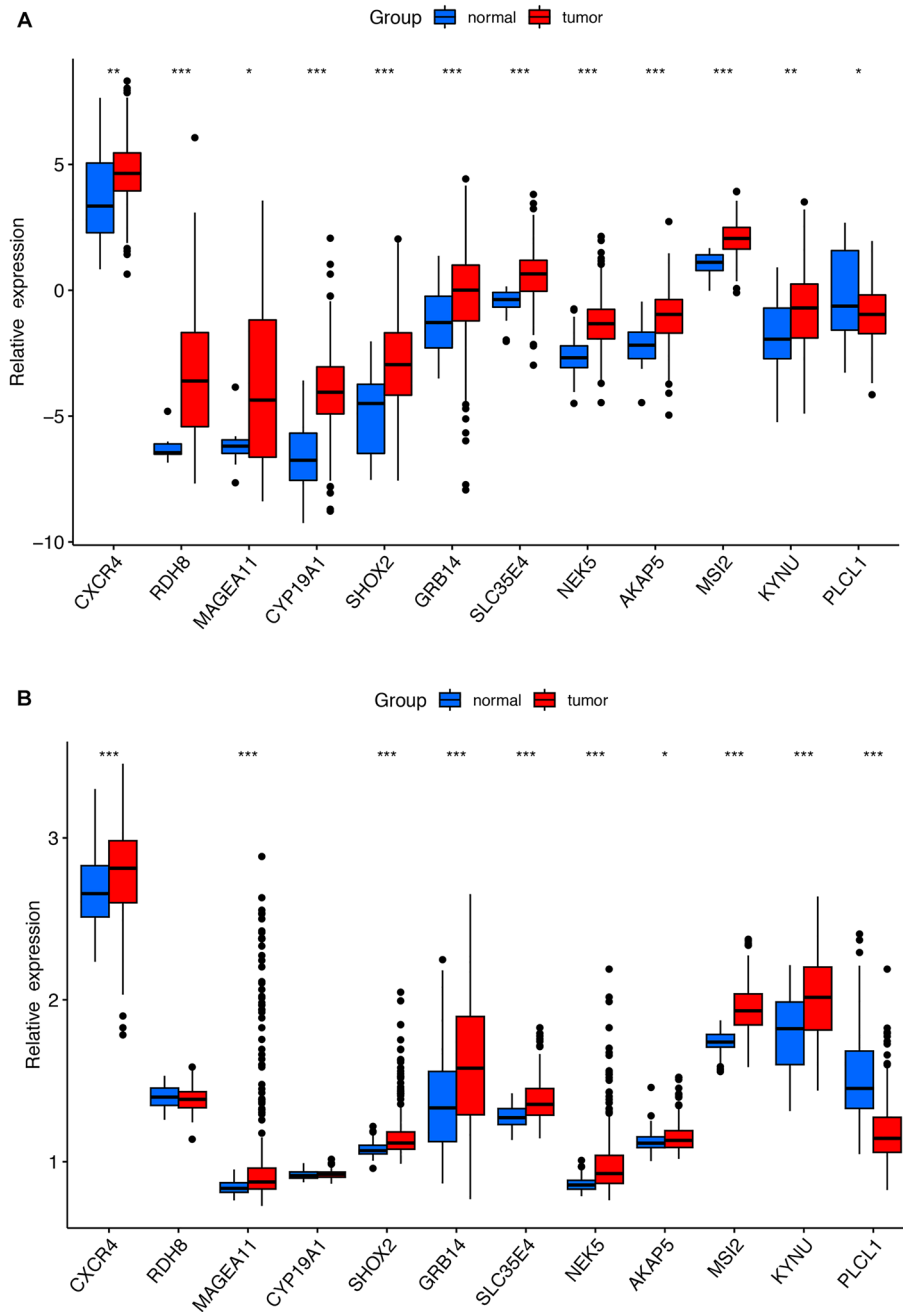 A
Group normal tumor
** *** * *** *** *** *** *** *** *** ** *
Relative expression
5
0
−5
−10
CXCR4 RDH8 MAGEA11 CYP19A1 SHOX2 GRB14 SLC35E4 NEK5 AKAP5 MSI2 KYNU PLCL1
B
Group normal tumor
*** *** *** *** *** *** * *** *** ***
Relative expression
3
2
1
CXCR4 RDH8 MAGEA11 CYP19A1 SHOX2 GRB14 SLC35E4 NEK5 AKAP5 MSI2 KYNU PLCL1